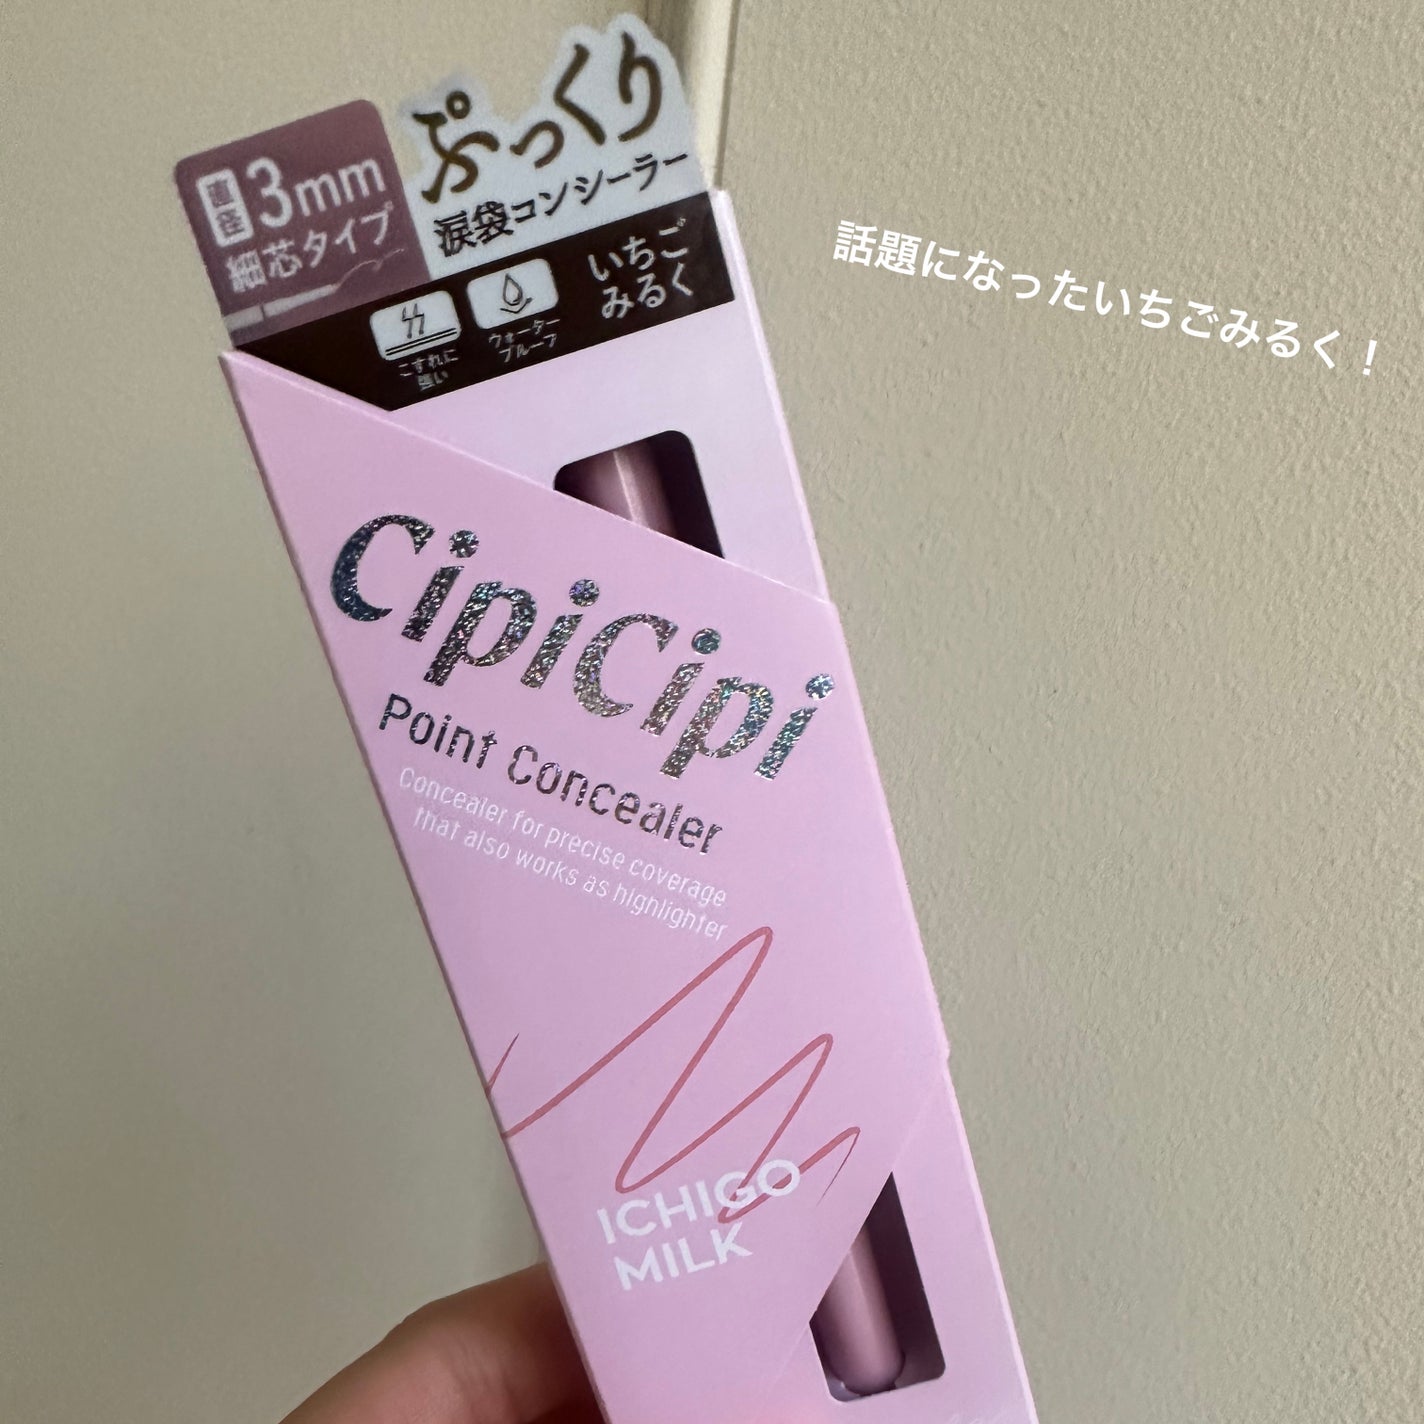 直径 3mm
細芯タイプ
ぷっくり
涙袋コンシーラー
こすれに
強い
ウォーター
プルーフ
いちご
みるく
話題になったいちごみるく！
CipiCipi
Point Concealer
Concealer for precise coverage
that also works as highlighter
ICHIGO
MILK